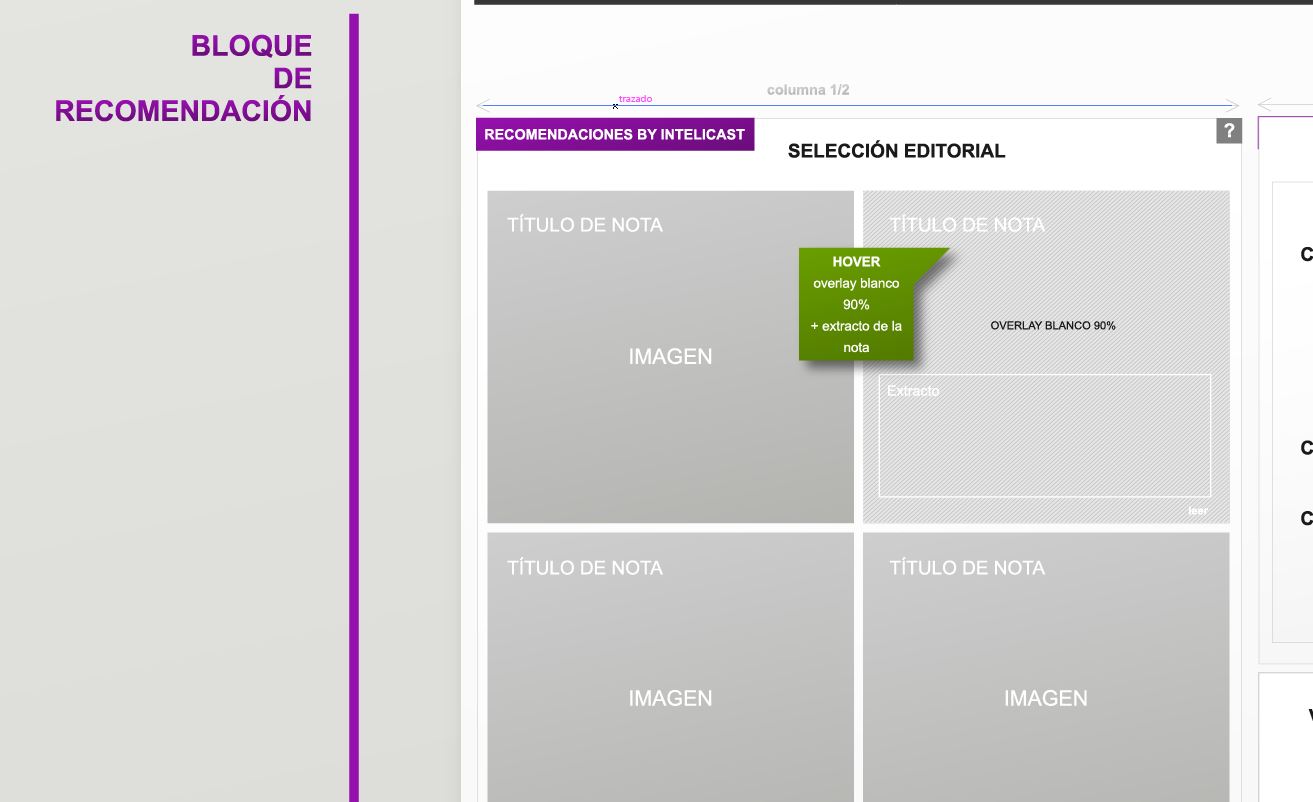 BLOQUE
DE
RECOMENDACIÓN
columna 1/2
trazado
RECOMENDACIONES BY INTELICAST
SELECCIÓN EDITORIAL
?
TÍTULO DE NOTA
IMAGEN
TÍTULO DE NOTA
HOVER
overlay blanco
90%
+ extracto de la
nota
OVERLAY BLANCO 90%
Extracto
leer
TÍTULO DE NOTA
IMAGEN
TÍTULO DE NOTA
IMAGEN